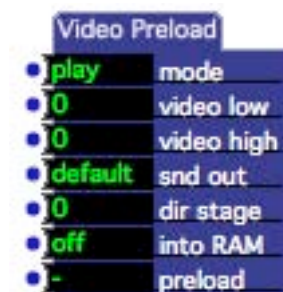 Video Preload
play mode
0 video low
0 video high
default snd out
0 dir stage
off into RAM
- preload